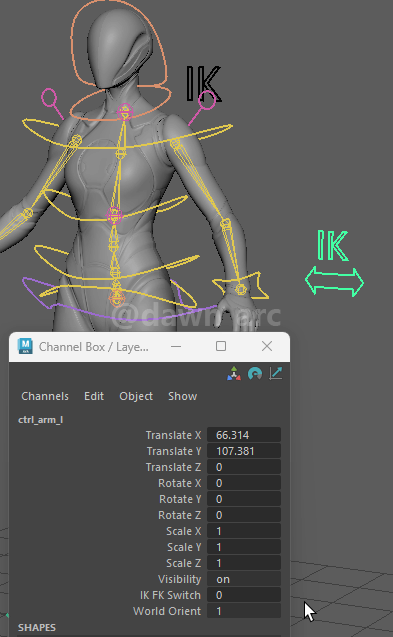 IK
IK
@dawn arc
Channel Box / Laye...
Channels Edit Object Show
ctrl_arm_l
Translate X 66.314
Translate Y 107.381
Translate Z 0
Rotate X 0
Rotate Y 0
Rotate Z 0
Scale X 1
Scale Y 1
Scale Z 1
Visibility on
IK FK Switch 0
World Orient 1
SHAPES